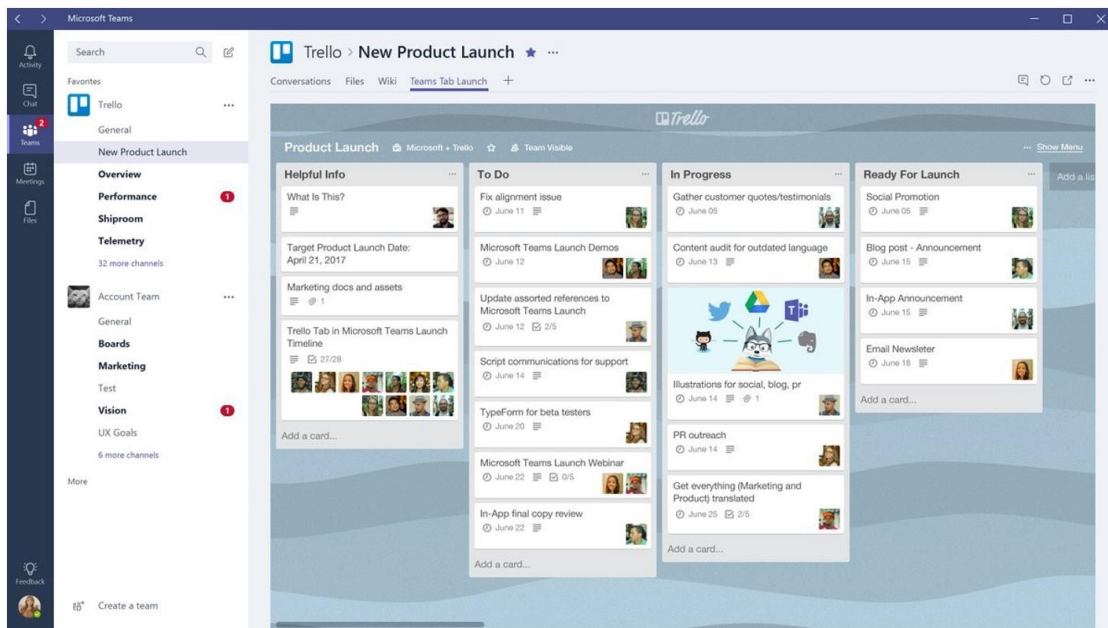 Microsoft Teams
Activity
Chat
2
Teams
Meetings
Files
Feedback
Search
Favorites
Trello
General
New Product Launch
Overview
Performance 1
Shiproom
Telemetry
32 more channels
Account Team
General
Boards
Marketing
Test
Vision 1
UX Goals
6 more channels
More
Create a team
Trello > New Product Launch
Conversations Files Wiki Teams Tab Launch
Trello
Product Launch Microsoft + Trello Team Visible
Show Menu
Helpful Info
What Is This?
Target Product Launch Date:
April 21, 2017
Marketing docs and assets
1
Trello Tab in Microsoft Teams Launch
Timeline
27/28
Add a card...
To Do
Fix alignment issue
June 11
Microsoft Teams Launch Demos
June 12
Update assorted references to
Microsoft Teams Launch
June 12 2/5
Script communications for support
June 14
TypeForm for beta testers
June 20
Microsoft Teams Launch Webinar
June 22 0/5
In-App final copy review
June 22
Add a card...
In Progress
Gather customer quotes/testimonials
June 05
Content audit for outdated language
June 13
Illustrations for social, blog, pr
June 14 1
PR outreach
June 14
Get everything (Marketing and
Product) translated
June 25 2/5
Add a card...
Ready For Launch
Social Promotion
June 05
Blog post - Announcement
June 15
In-App Announcement
June 15
Email Newsleter
June 18
Add a card...
Add a lis